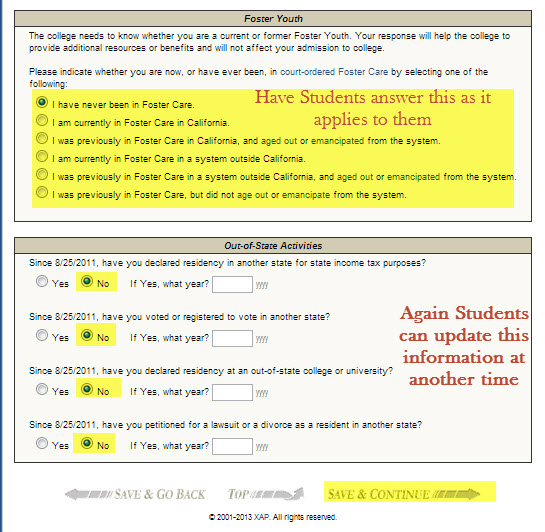 Foster Youth
The college needs to know whether you are a current or former Foster Youth. Your response will help the college to
provide additional resources or benefits and will not affect your admission to college.
Please indicate whether you are now, or have ever been, in court-ordered Foster Care by selecting one of the
following:
I have never been in Foster Care.
I am currently in Foster Care in California.
I was previously in Foster Care in California, and aged out or emancipated from the system.
I am currently in Foster Care in a system outside California.
I was previously in Foster Care in a system outside California, and aged out or emancipated from the system.
I was previously in Foster Care, but did not age out or emancipate from the system.
Have Students answer this as it
applies to them
Out-of-State Activities
Since 8/25/2011, have you declared residency in another state for state income tax purposes?
Yes No If Yes, what year? yyyy
Since 8/25/2011, have you voted or registered to vote in another state?
Yes No If Yes, what year? yyyy
Since 8/25/2011, have you declared residency at an out-of-state college or university?
Yes No If Yes, what year? yyyy
Since 8/25/2011, have you petitioned for a lawsuit or a divorce as a resident in another state?
Yes No If Yes, what year? yyyy
Again Students
can update this
information at
another time
SAVE & GO BACK TOP SAVE & CONTINUE
© 2001-2013 XAP. All rights reserved.